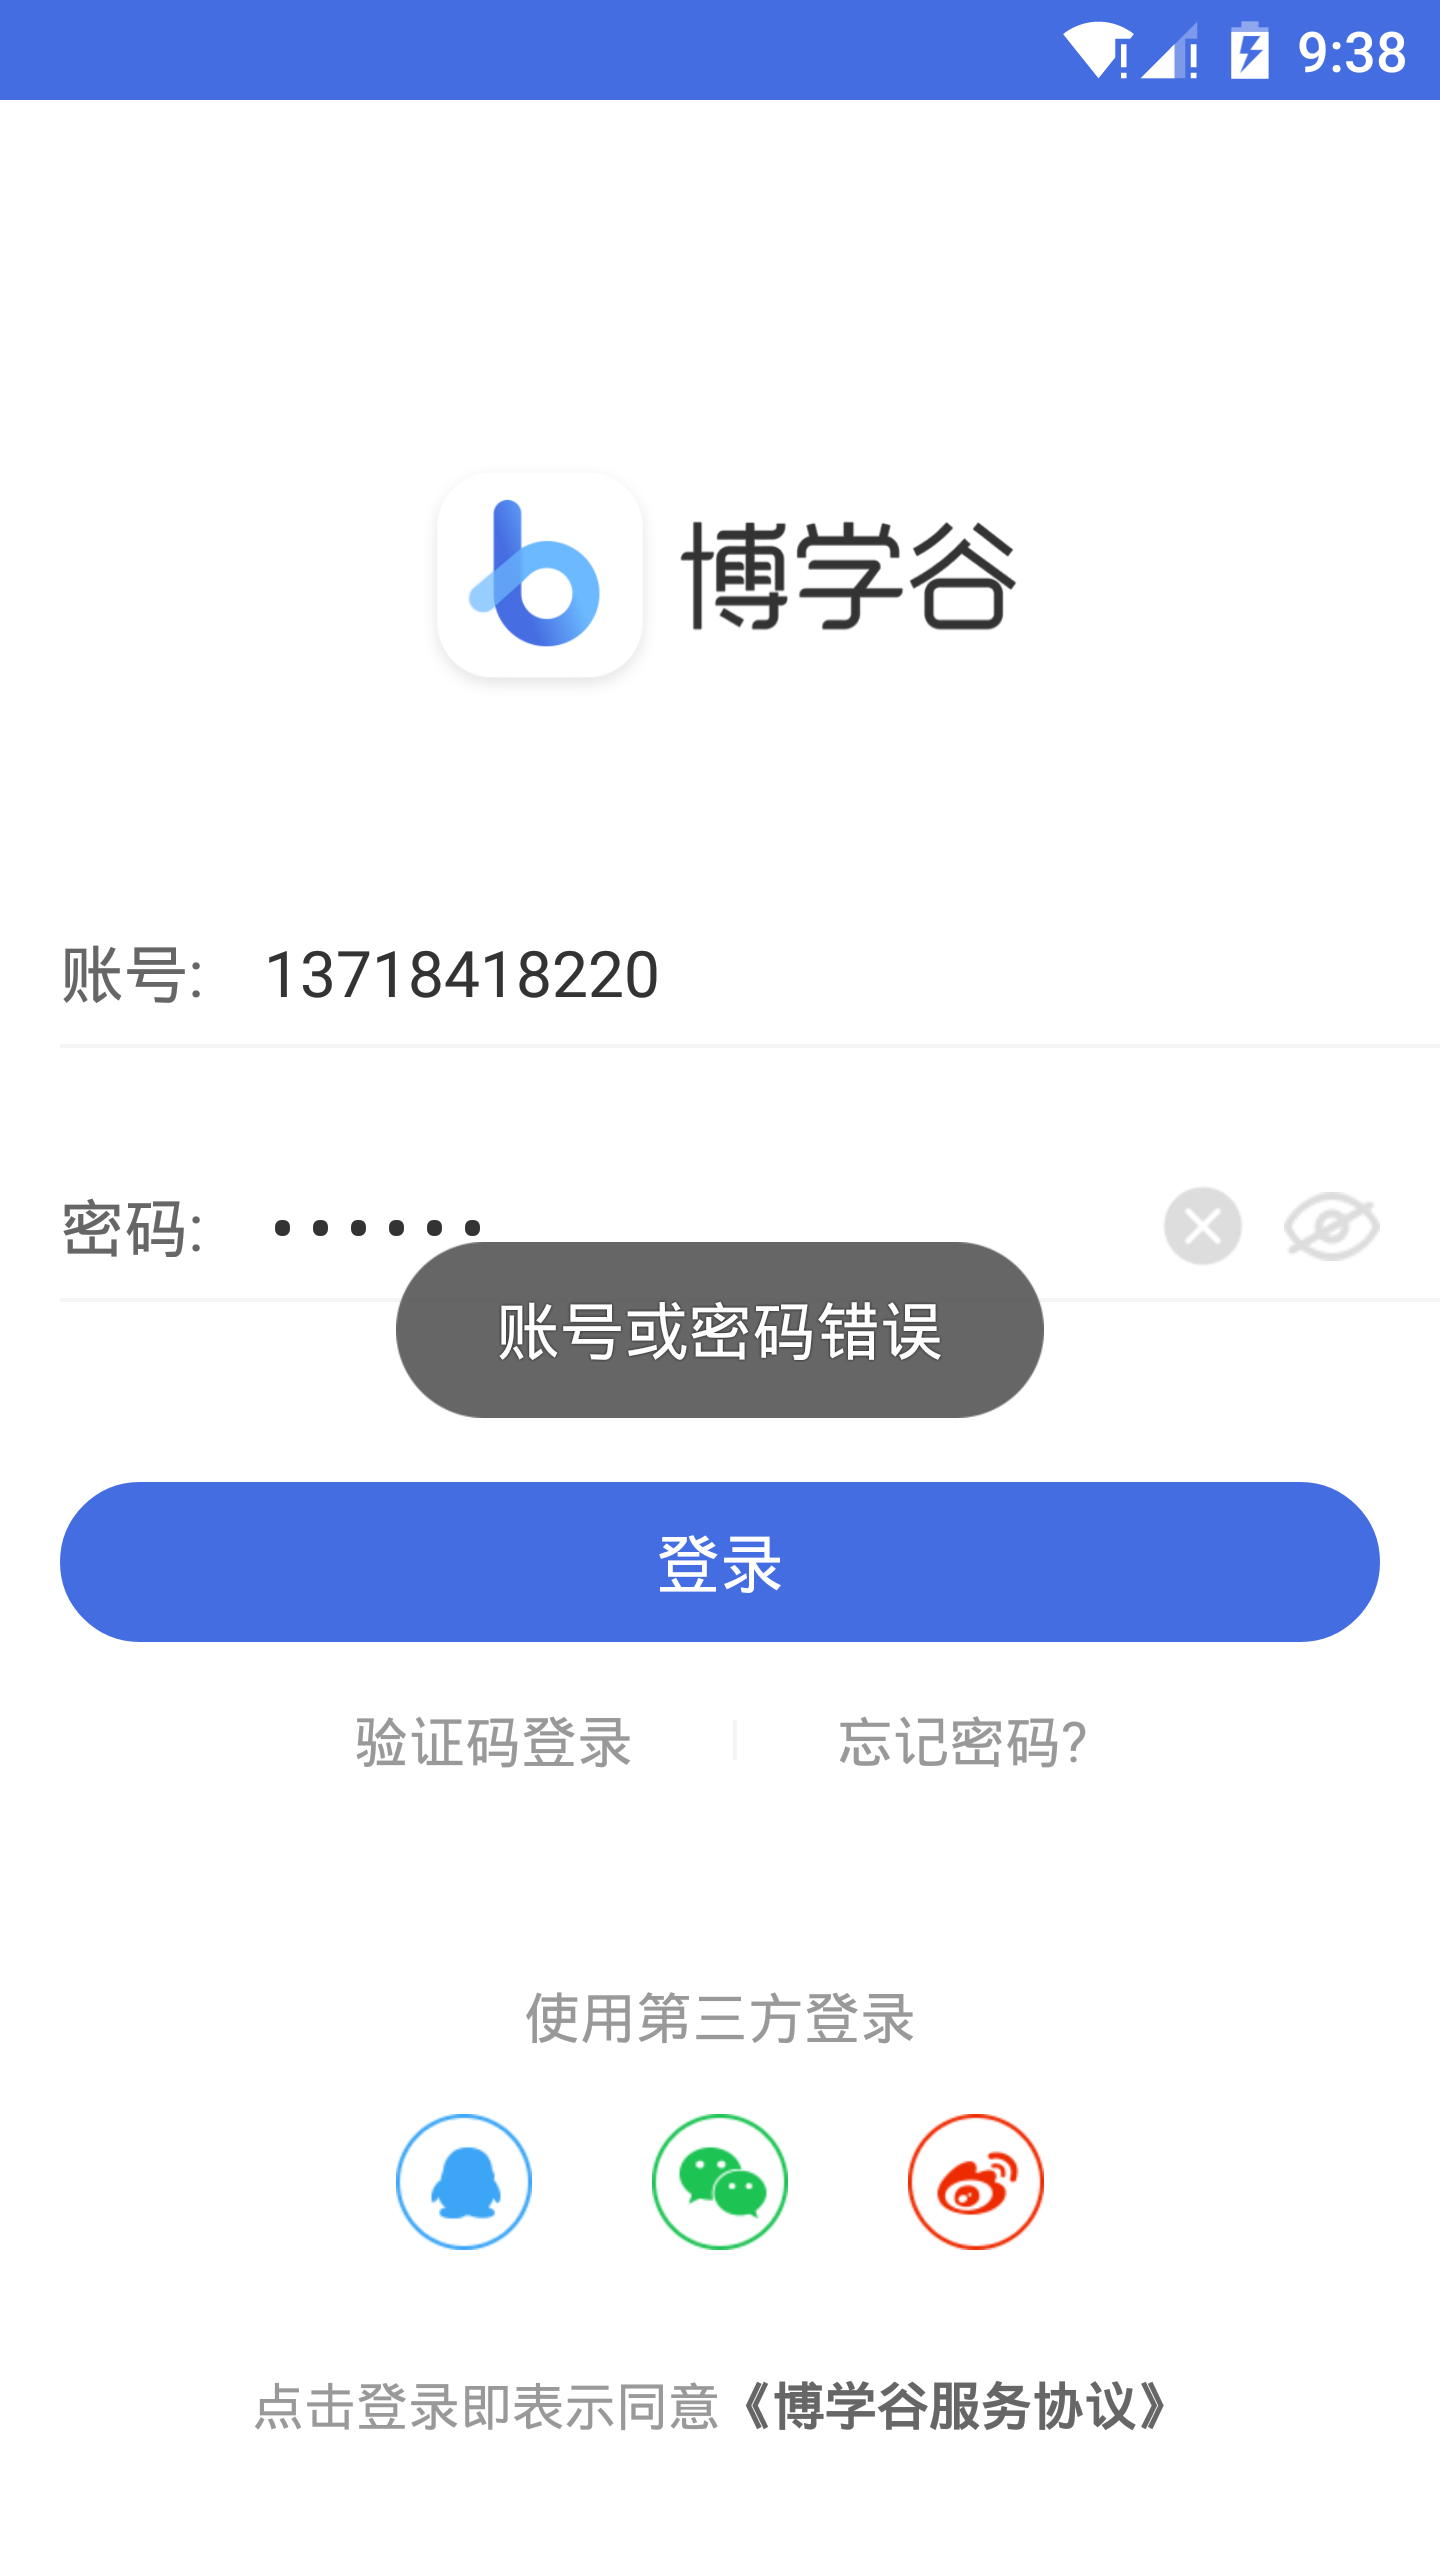 9:38
博学谷
账号: 13718418220
密码: ••••••
账号或密码错误
登录
验证码登录 忘记密码?
使用第三方登录
点击登录即表示同意《博学谷服务协议》